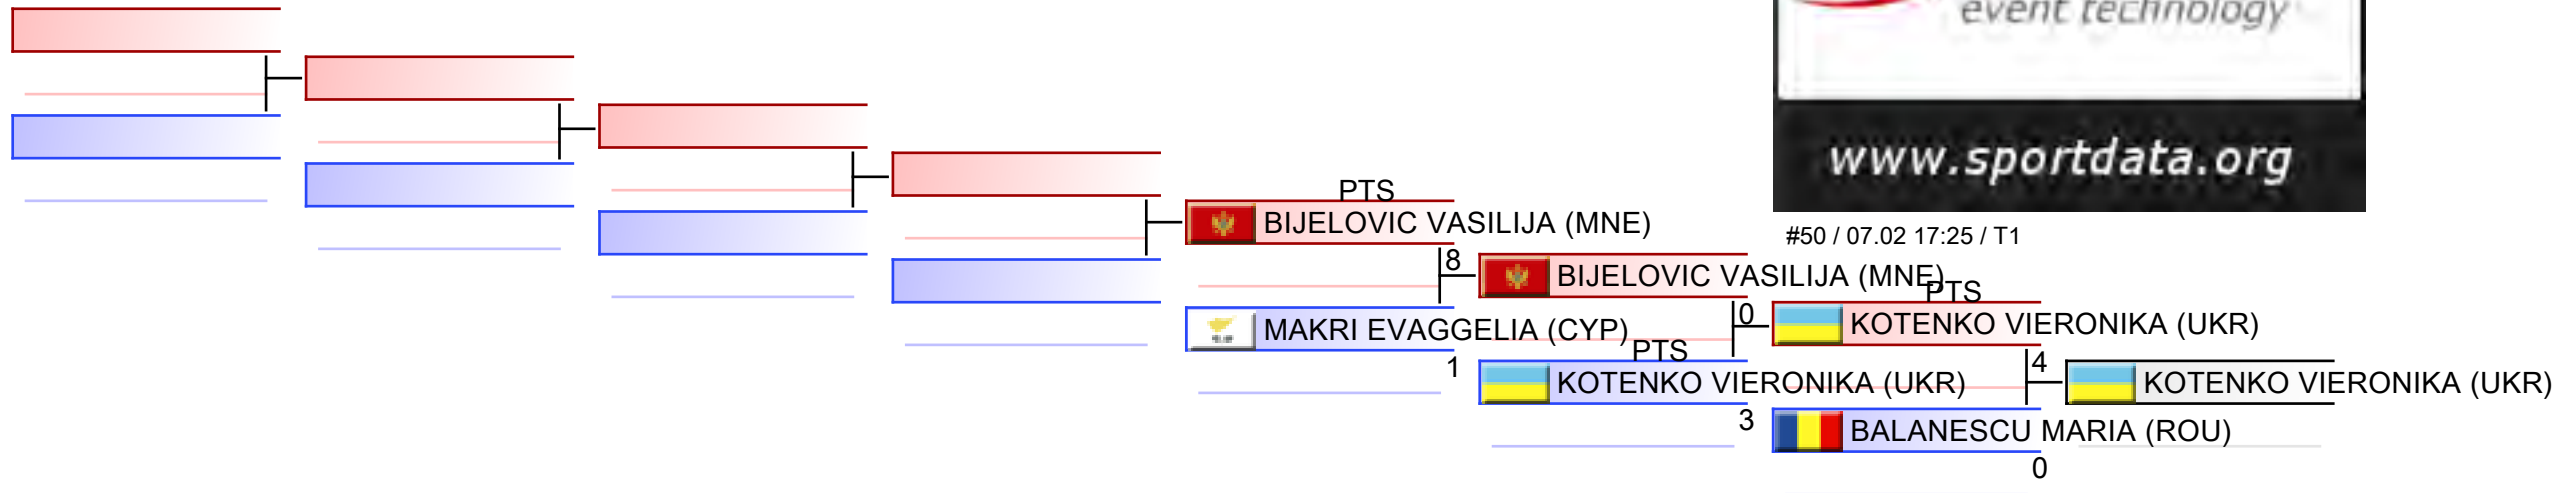 event technology
www.sportdata.org
#50 / 07.02 17:25 / T1
PTS
BIJELOVIC VASILIJA (MNE)
8
BIJELOVIC VASILIJA (MNE)
PTS
MAKRI EVAGGELIA (CYP)
1
0
KOTENKO VIERONIKA (UKR)
PTS
KOTENKO VIERONIKA (UKR)
3
4
KOTENKO VIERONIKA (UKR)
BALANESCU MARIA (ROU)
0